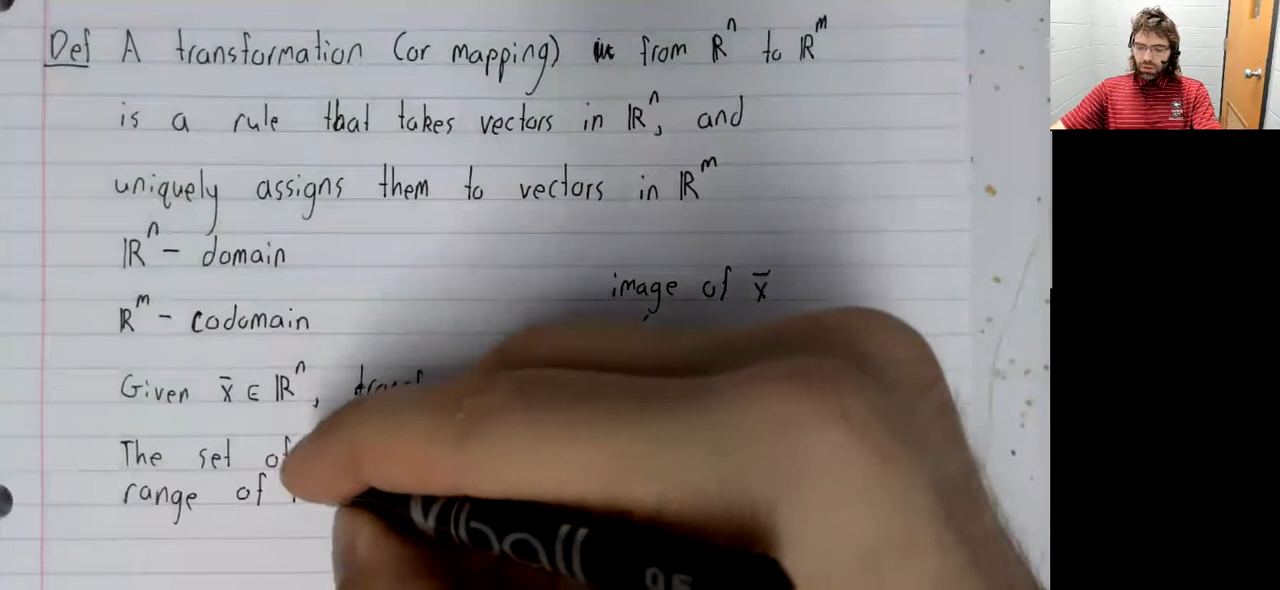 Def A transformation (or mapping) from ℝⁿ to ℝᵐ
is a rule that takes vectors in ℝⁿ, and
uniquely assigns them to vectors in ℝᵐ
ℝⁿ - domain
ℝᵐ - codomain
image of x̄
Given x̄ ∈ ℝⁿ,
The set of
range of